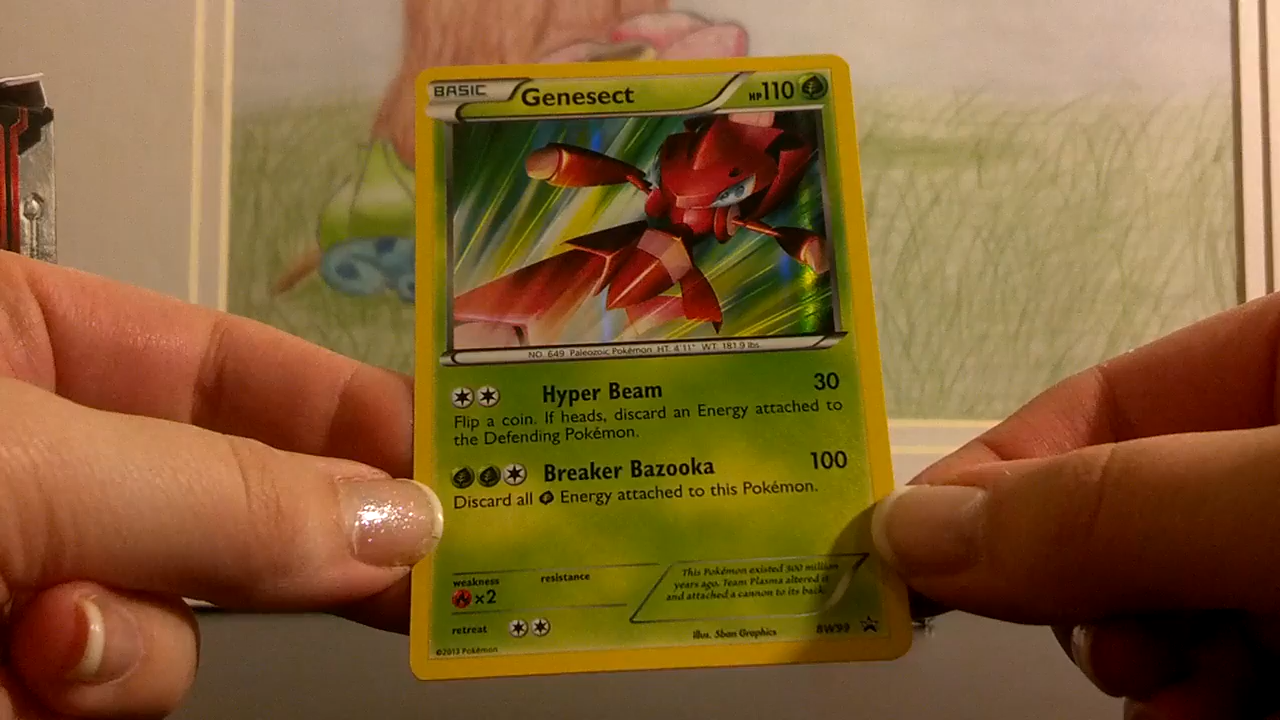 BASIC Genesect HP110
NO. 649 Paleozoic Pokémon HT. 4'11" WT. 181.9 lbs.
Hyper Beam 30
Flip a coin. If heads, discard an Energy attached to
the Defending Pokémon.
Breaker Bazooka 100
Discard all Energy attached to this Pokémon.
weakness resistance
×2
This Pokémon existed 300 million
years ago. Team Plasma altered it
and attached a cannon to its back.
retreat
Illus. 5ban Graphics BW99
©2013 Pokémon